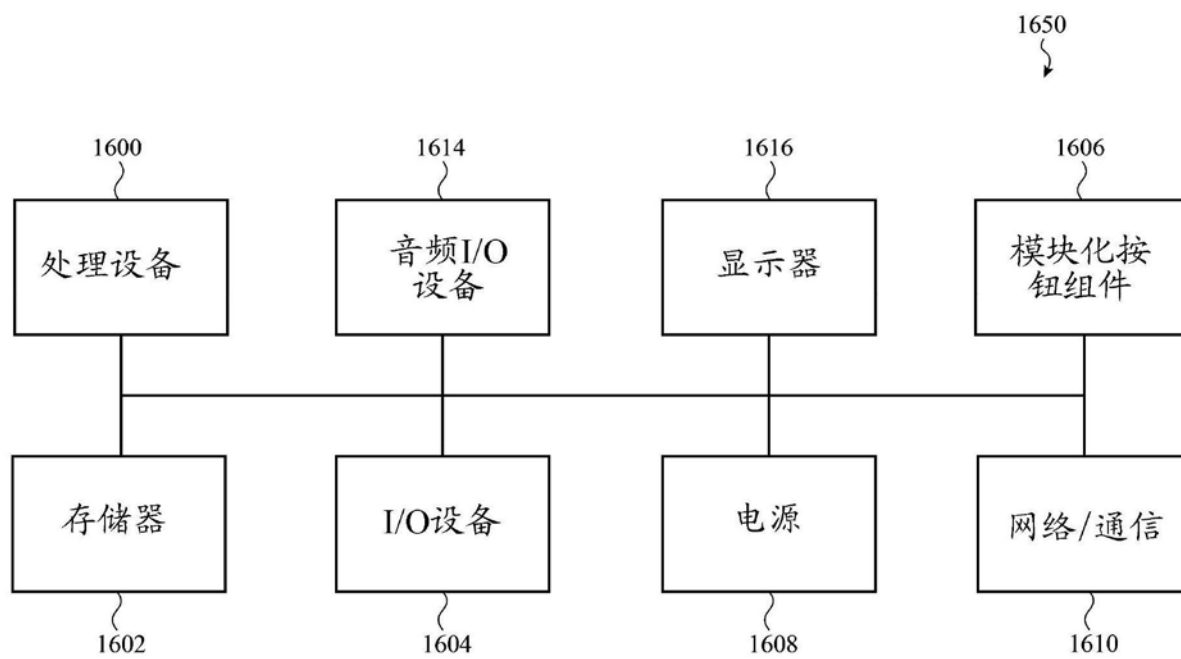 1650
1600
1614
1616
1606
处理设备
音频I/O
设备
显示器
模块化按
钮组件
存储器
I/O设备
电源
网络/通信
1602
1604
1608
1610